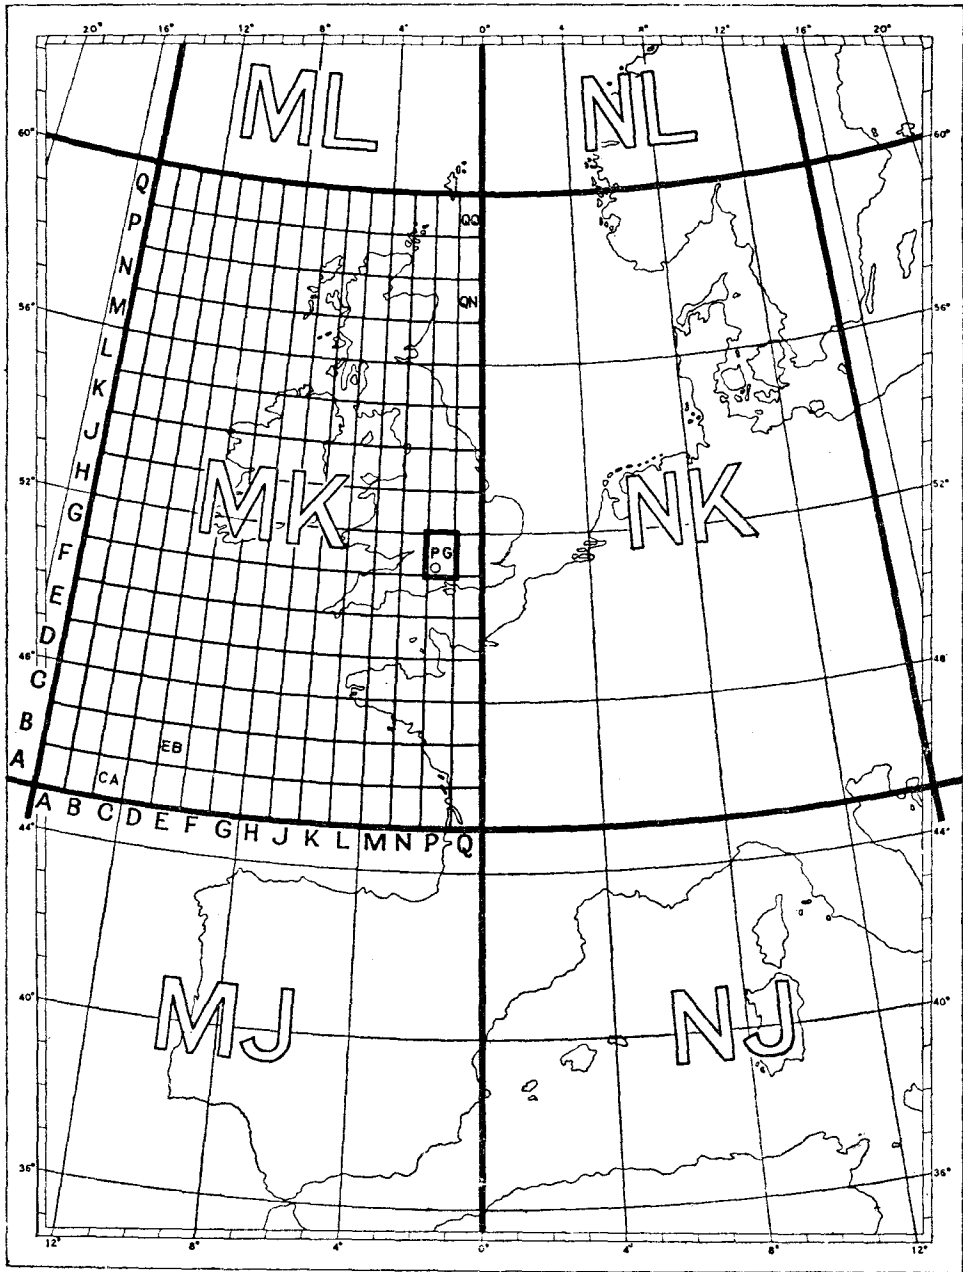 20° 16° 12° 8° 4° 0° 4° 8° 12° 16° 20°
ML NL
60° 60°
Q
QQ
P
N
QN
56° 56°
M
L
K
J
H
52° 52°
MK NK
G
F
PG
E
D
46° 48°
C
B
EB
A
CA
A B C D E F G H J K L M N P Q
44° 44°
40° 40°
MJ NJ
36° 36°
12° 8° 4° 0° 4° 8° 12°